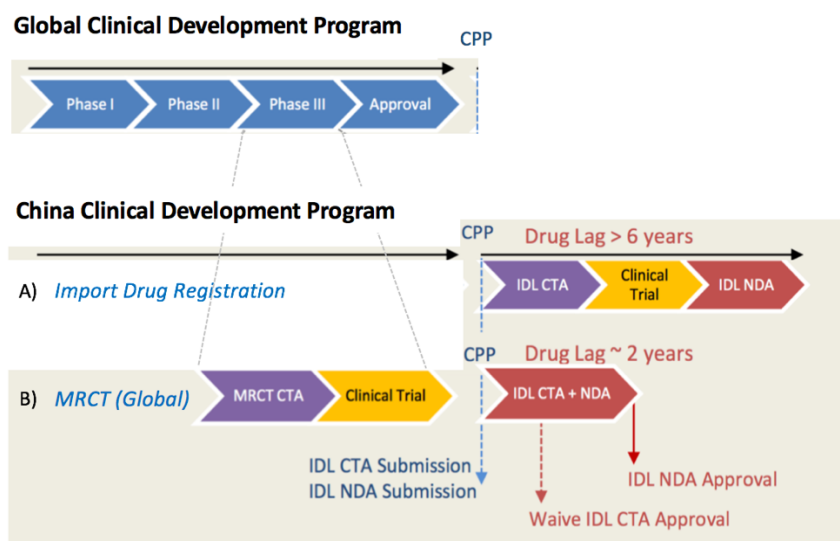 Global Clinical Development Program
CPP
Phase I
Phase II
Phase III
Approval
China Clinical Development Program
CPP
Drug Lag > 6 years
A) Import Drug Registration
IDL CTA
Clinical
Trial
IDL NDA
CPP
Drug Lag ~ 2 years
B) MRCT (Global)
MRCT CTA
Clinical Trial
IDL CTA + NDA
IDL CTA Submission
IDL NDA Submission
IDL NDA Approval
Waive IDL CTA Approval